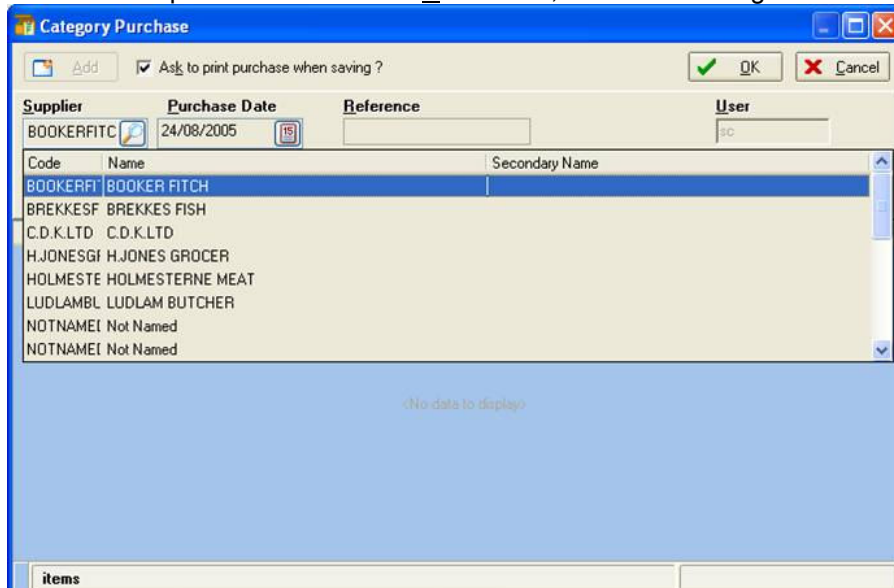 Category Purchase
Add Ask to print purchase when saving ? OK Cancel
Supplier Purchase Date Reference User
BOOKERFITC 24/08/2005 15 sc
Code Name Secondary Name
BOOKERFI BOOKER FITCH
BREKKESF BREKKES FISH
C.D.K.LTD C.D.K.LTD
H.JONESGI H.JONES GROCER
HOLMESTE HOLMESTERNE MEAT
LUDLAMBL LUDLAM BUTCHER
NOTNAMEI Not Named
NOTNAMEI Not Named
<No data to display>
items